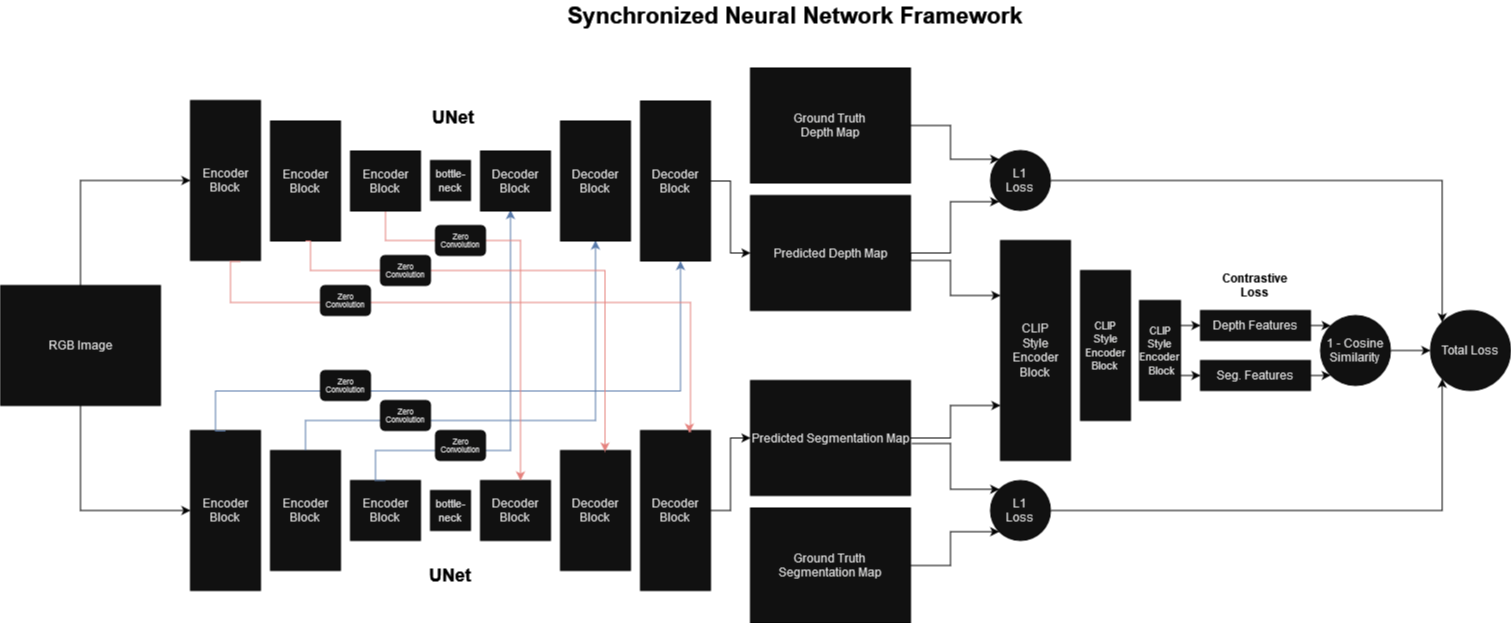 Synchronized Neural Network Framework
UNet
Encoder
Block
Encoder
Block
Encoder
Block
bottle-
neck
Decoder
Block
Decoder
Block
Decoder
Block
Zero
Convolution
Zero
Convolution
Zero
Convolution
RGB Image
Zero
Convolution
Zero
Convolution
Zero
Convolution
Encoder
Block
Encoder
Block
Encoder
Block
bottle-
neck
Decoder
Block
Decoder
Block
Decoder
Block
UNet
Ground Truth
Depth Map
Predicted Depth Map
Predicted Segmentation Map
Ground Truth
Segmentation Map
L1
Loss
L1
Loss
CLIP
Style
Encoder
Block
CLIP
Style
Encoder
Block
CLIP
Style
Encoder
Block
Contrastive
Loss
Depth Features
Seg. Features
1 - Cosine
Similarity
Total Loss